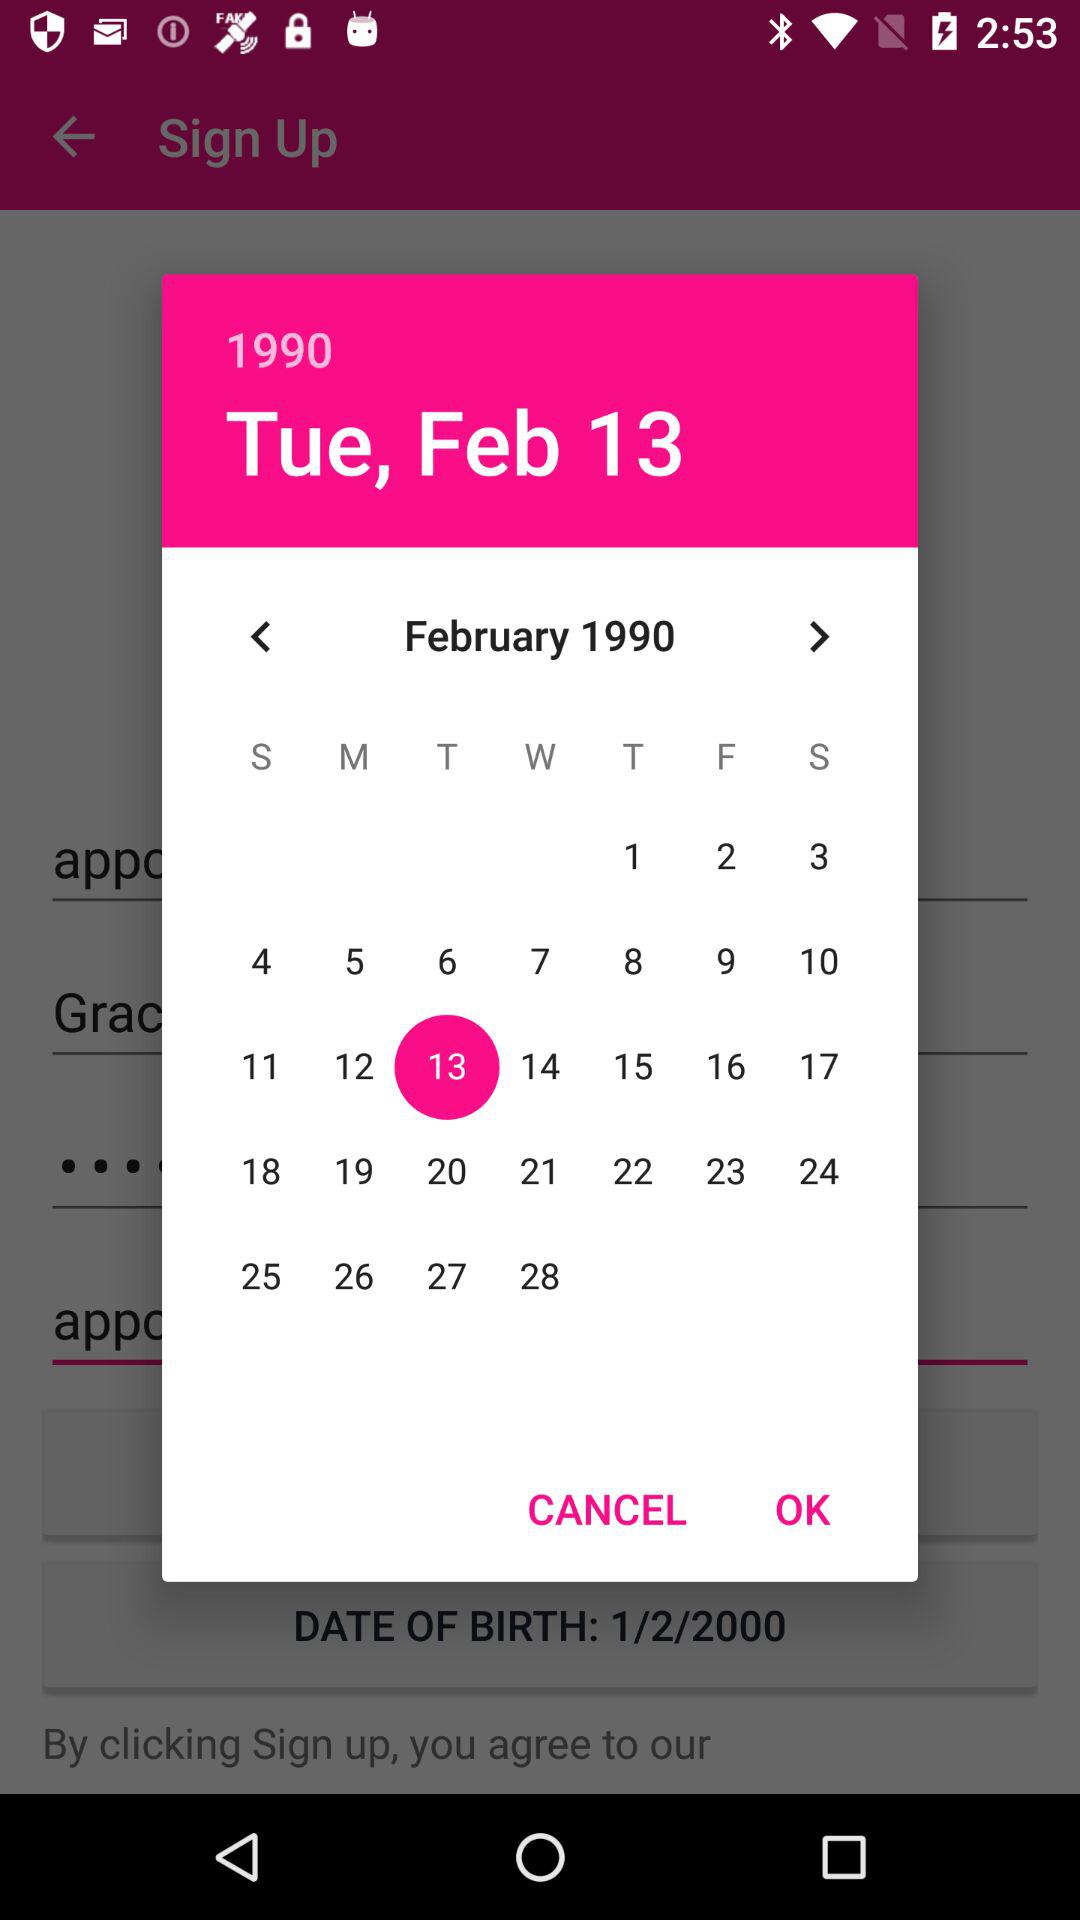 FAKE
2:53
Sign Up
1990
Tue, Feb 13
February 1990
S M T W T F S
1 2 3
4 5 6 7 8 9 10
11 12 13 14 15 16 17
18 19 20 21 22 23 24
25 26 27 28
CANCEL OK
DATE OF BIRTH: 1/2/2000
By clicking Sign up, you agree to our